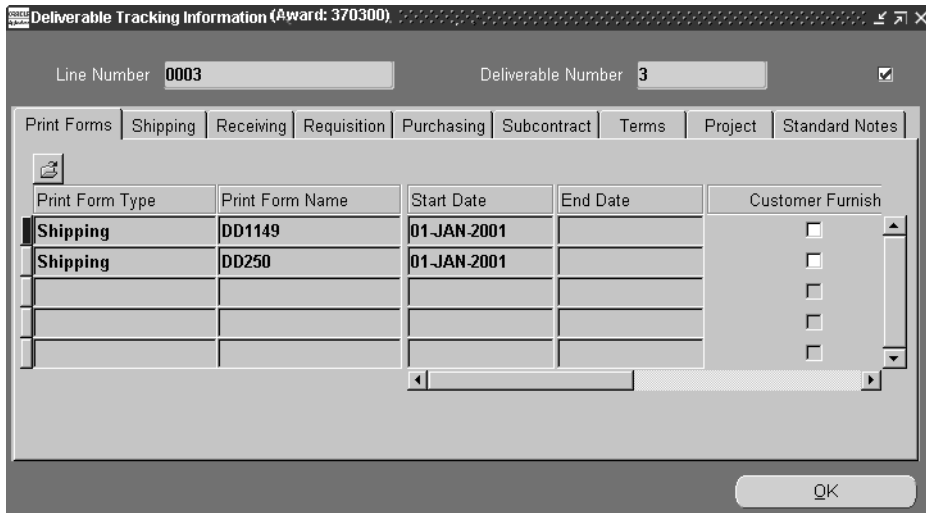 Deliverable Tracking Information (Award: 370300)
Line Number 0003 Deliverable Number 3
Print Forms Shipping Receiving Requisition Purchasing Subcontract Terms Project Standard Notes
Print Form Type Print Form Name Start Date End Date Customer Furnish
Shipping DD1149 01-JAN-2001
Shipping DD250 01-JAN-2001
OK